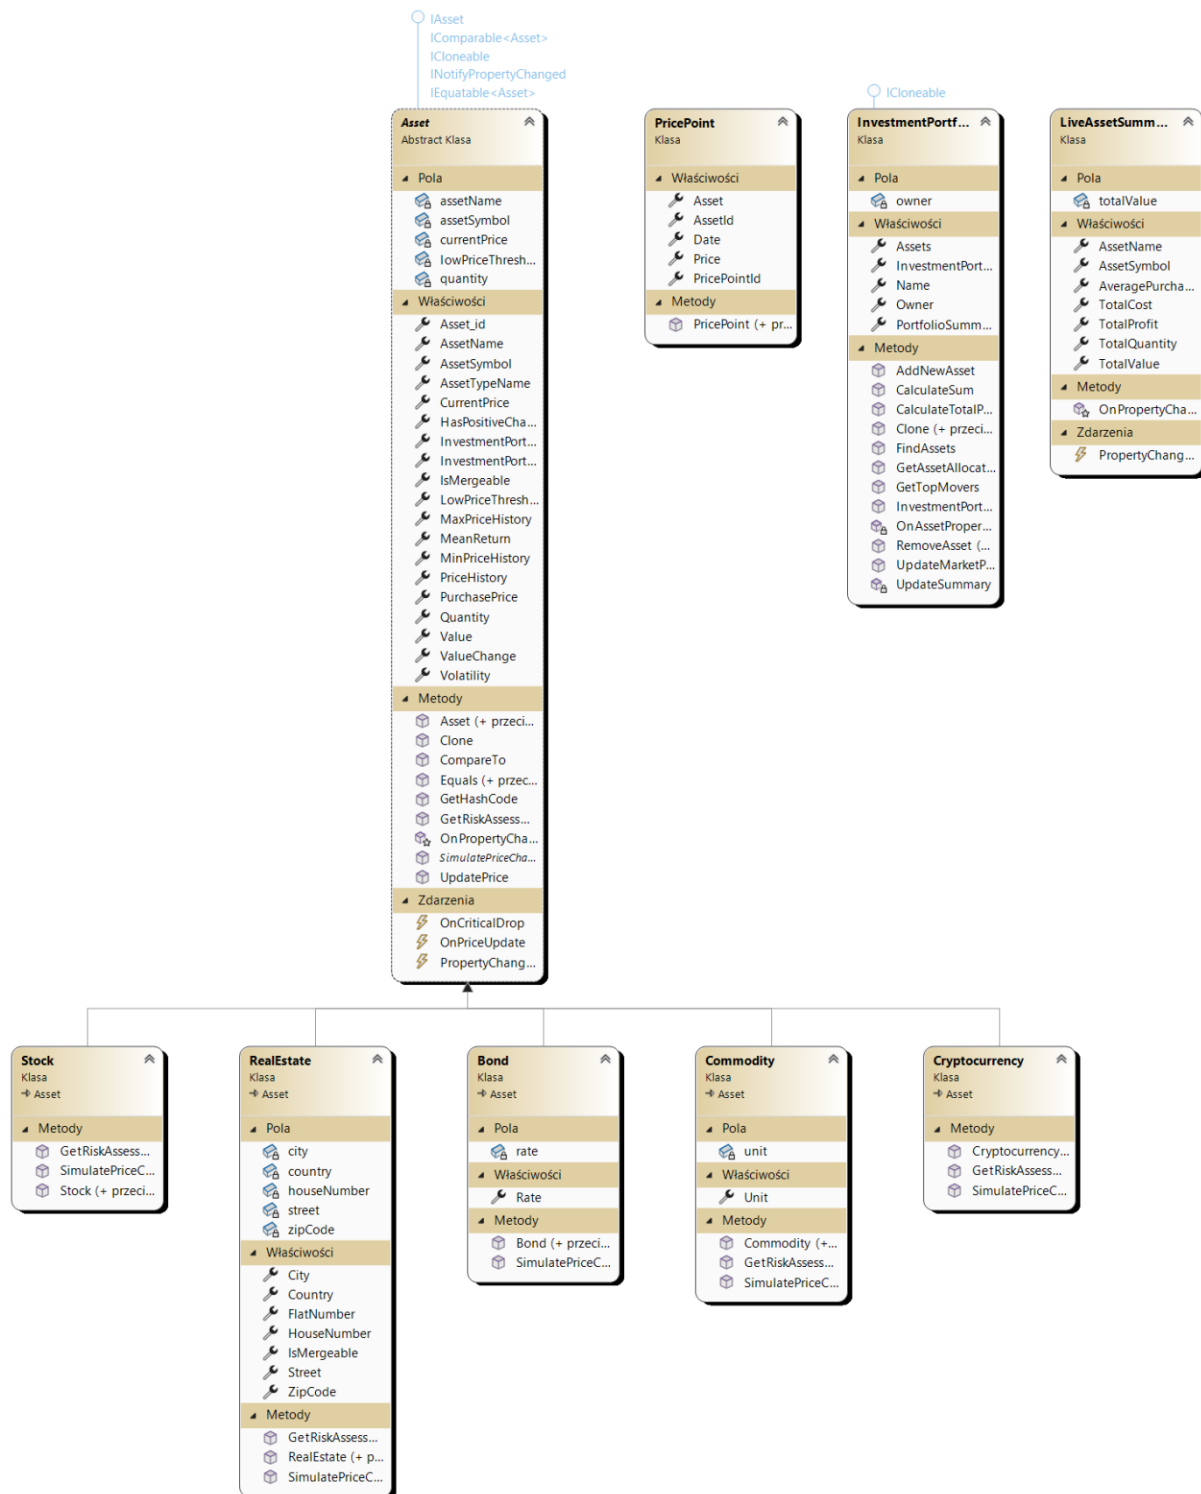 IAsset
IComparable<Asset>
ICloneable
INotifyPropertyChanged
IEquatable<Asset>
Asset
Abstract Klasa
Pola
assetName
assetSymbol
currentPrice
lowPriceThresh...
quantity
Właściwości
Asset_id
AssetName
AssetSymbol
AssetTypeName
CurrentPrice
HasPositiveCha...
InvestmentPort...
InvestmentPort...
IsMergeable
LowPriceThresh...
MaxPriceHistory
MeanReturn
MinPriceHistory
PriceHistory
PurchasePrice
Quantity
Value
ValueChange
Volatility
Metody
Asset (+ przeci...
Clone
CompareTo
Equals (+ przec...
GetHashCode
GetRiskAssess...
OnPropertyCha...
SimulatePriceCha...
UpdatePrice
Zdarzenia
OnCriticalDrop
OnPriceUpdate
PropertyChang...
PricePoint
Klasa
Właściwości
Asset
AssetId
Date
Price
PricePointId
Metody
PricePoint (+ pr...
ICloneable
InvestmentPortf...
Klasa
Pola
owner
Właściwości
Assets
InvestmentPort...
Name
Owner
PortfolioSumm...
Metody
AddNewAsset
CalculateSum
CalculateTotalP...
Clone (+ przeci...
FindAssets
GetAssetAllocat...
GetTopMovers
InvestmentPort...
OnAssetProper...
RemoveAsset (...
UpdateMarketP...
UpdateSummary
LiveAssetSumm...
Klasa
Pola
totalValue
Właściwości
AssetName
AssetSymbol
AveragePurcha...
TotalCost
TotalProfit
TotalQuantity
TotalValue
Metody
OnPropertyCha...
Zdarzenia
PropertyChang...
Stock
Klasa
Asset
Metody
GetRiskAssess...
SimulatePriceC...
Stock (+ przeci...
RealEstate
Klasa
Asset
Pola
city
country
houseNumber
street
zipCode
Właściwości
City
Country
FlatNumber
HouseNumber
IsMergeable
Street
ZipCode
Metody
GetRiskAssess...
RealEstate (+ p...
SimulatePriceC...
Bond
Klasa
Asset
Pola
rate
Właściwości
Rate
Metody
Bond (+ przeci...
SimulatePriceC...
Commodity
Klasa
Asset
Pola
unit
Właściwości
Unit
Metody
Commodity (+...
GetRiskAssess...
SimulatePriceC...
Cryptocurrency
Klasa
Asset
Metody
Cryptocurrency...
GetRiskAssess...
SimulatePriceC...